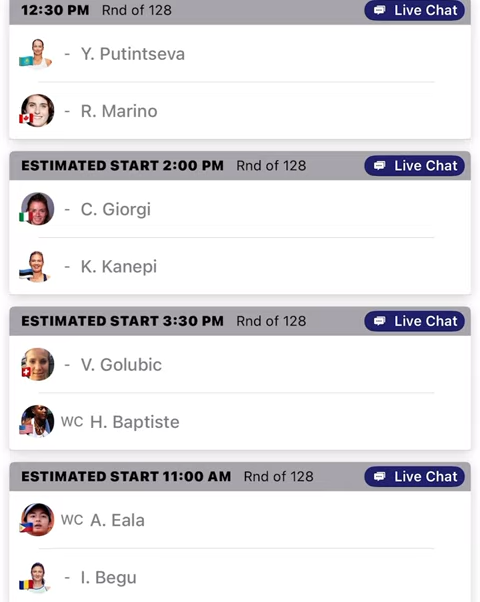 12:30 PM Rnd of 128 Live Chat
- Y. Putintseva
- R. Marino
ESTIMATED START 2:00 PM Rnd of 128 Live Chat
- C. Giorgi
- K. Kanepi
ESTIMATED START 3:30 PM Rnd of 128 Live Chat
- V. Golubic
WC H. Baptiste
ESTIMATED START 11:00 AM Rnd of 128 Live Chat
WC A. Eala
- I. Begu